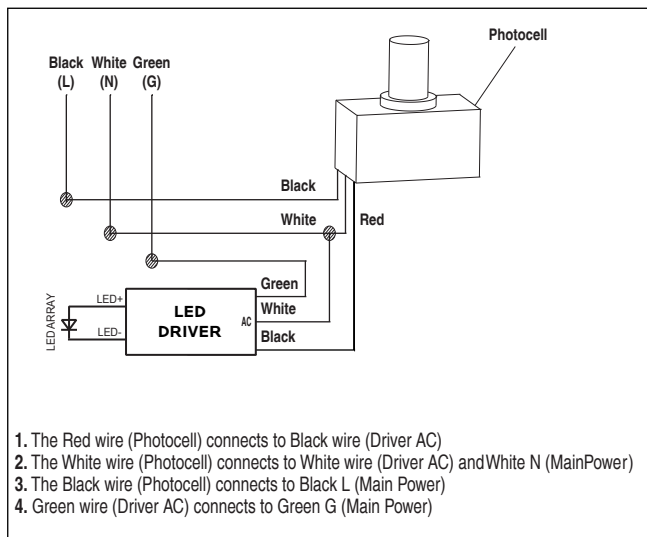 Photocell
Black White Green
(L) (N) (G)
Black
White Red
Green
LED+ LED White
LED ARRAY AC
LED- DRIVER Black
1. The Red wire (Photocell) connects to Black wire (Driver AC)
2. The White wire (Photocell) connects to White wire (Driver AC) andWhite N (MainPower)
3. The Black wire (Photocell) connects to Black L (Main Power)
4. Green wire (Driver AC) connects to Green G (Main Power)